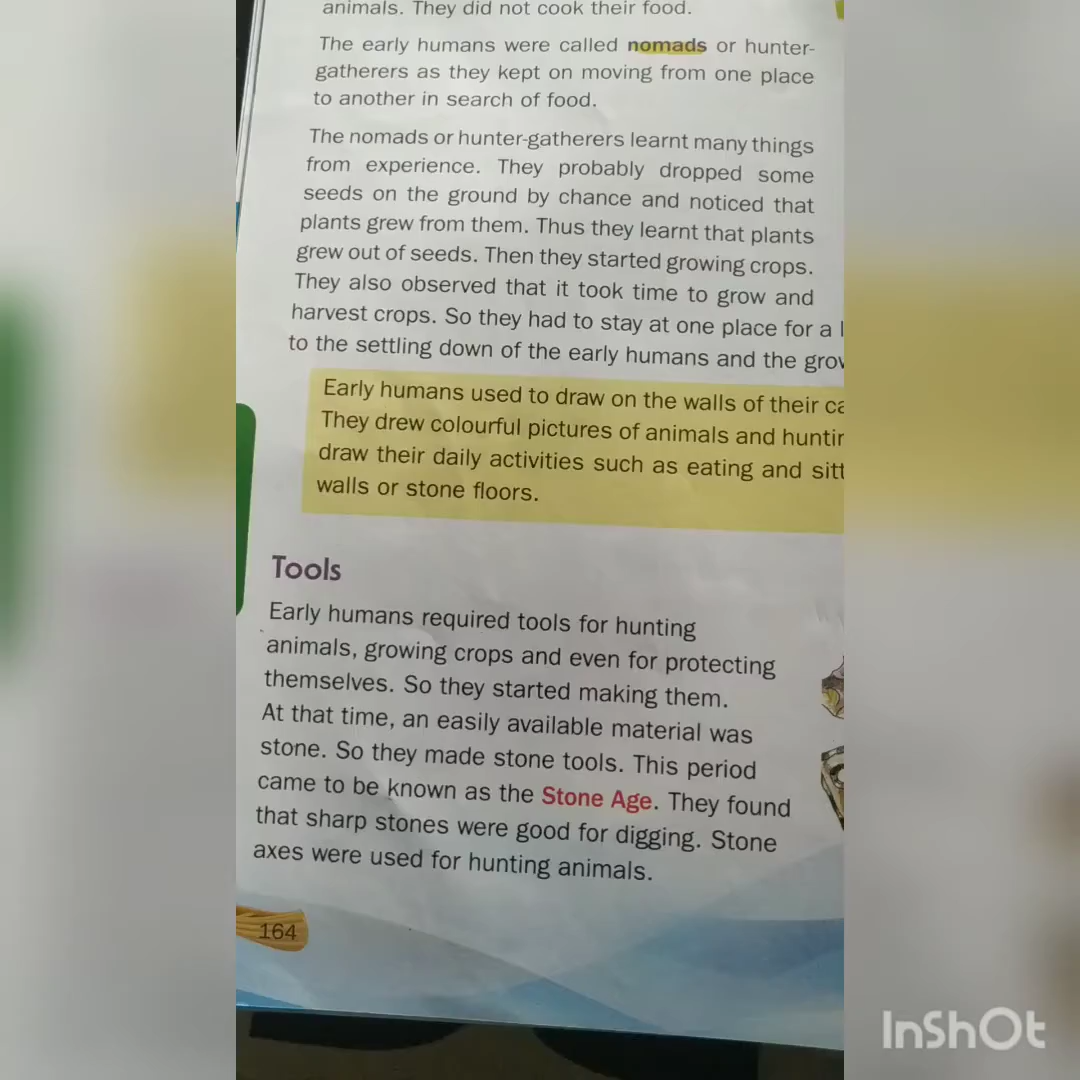 animals. They did not cook their food.
The early humans were called nomads or hunter-
gatherers as they kept on moving from one place
to another in search of food.
The nomads or hunter-gatherers learnt many things
from experience. They probably dropped some
seeds on the ground by chance and noticed that
plants grew from them. Thus they learnt that plants
grew out of seeds. Then they started growing crops.
They also observed that it took time to grow and
harvest crops. So they had to stay at one place for a
to the settling down of the early humans and the
Early humans used to draw on the walls of their
They drew colourful pictures of animals and
draw their daily activities such as eating and
walls or stone floors.
Tools
Early humans required tools for hunting
animals, growing crops and even for protecting
themselves. So they started making them.
At that time, an easily available material was
stone. So they made stone tools. This period
came to be known as the Stone Age. They found
that sharp stones were good for digging. Stone
axes were used for hunting animals.
164
InShOt